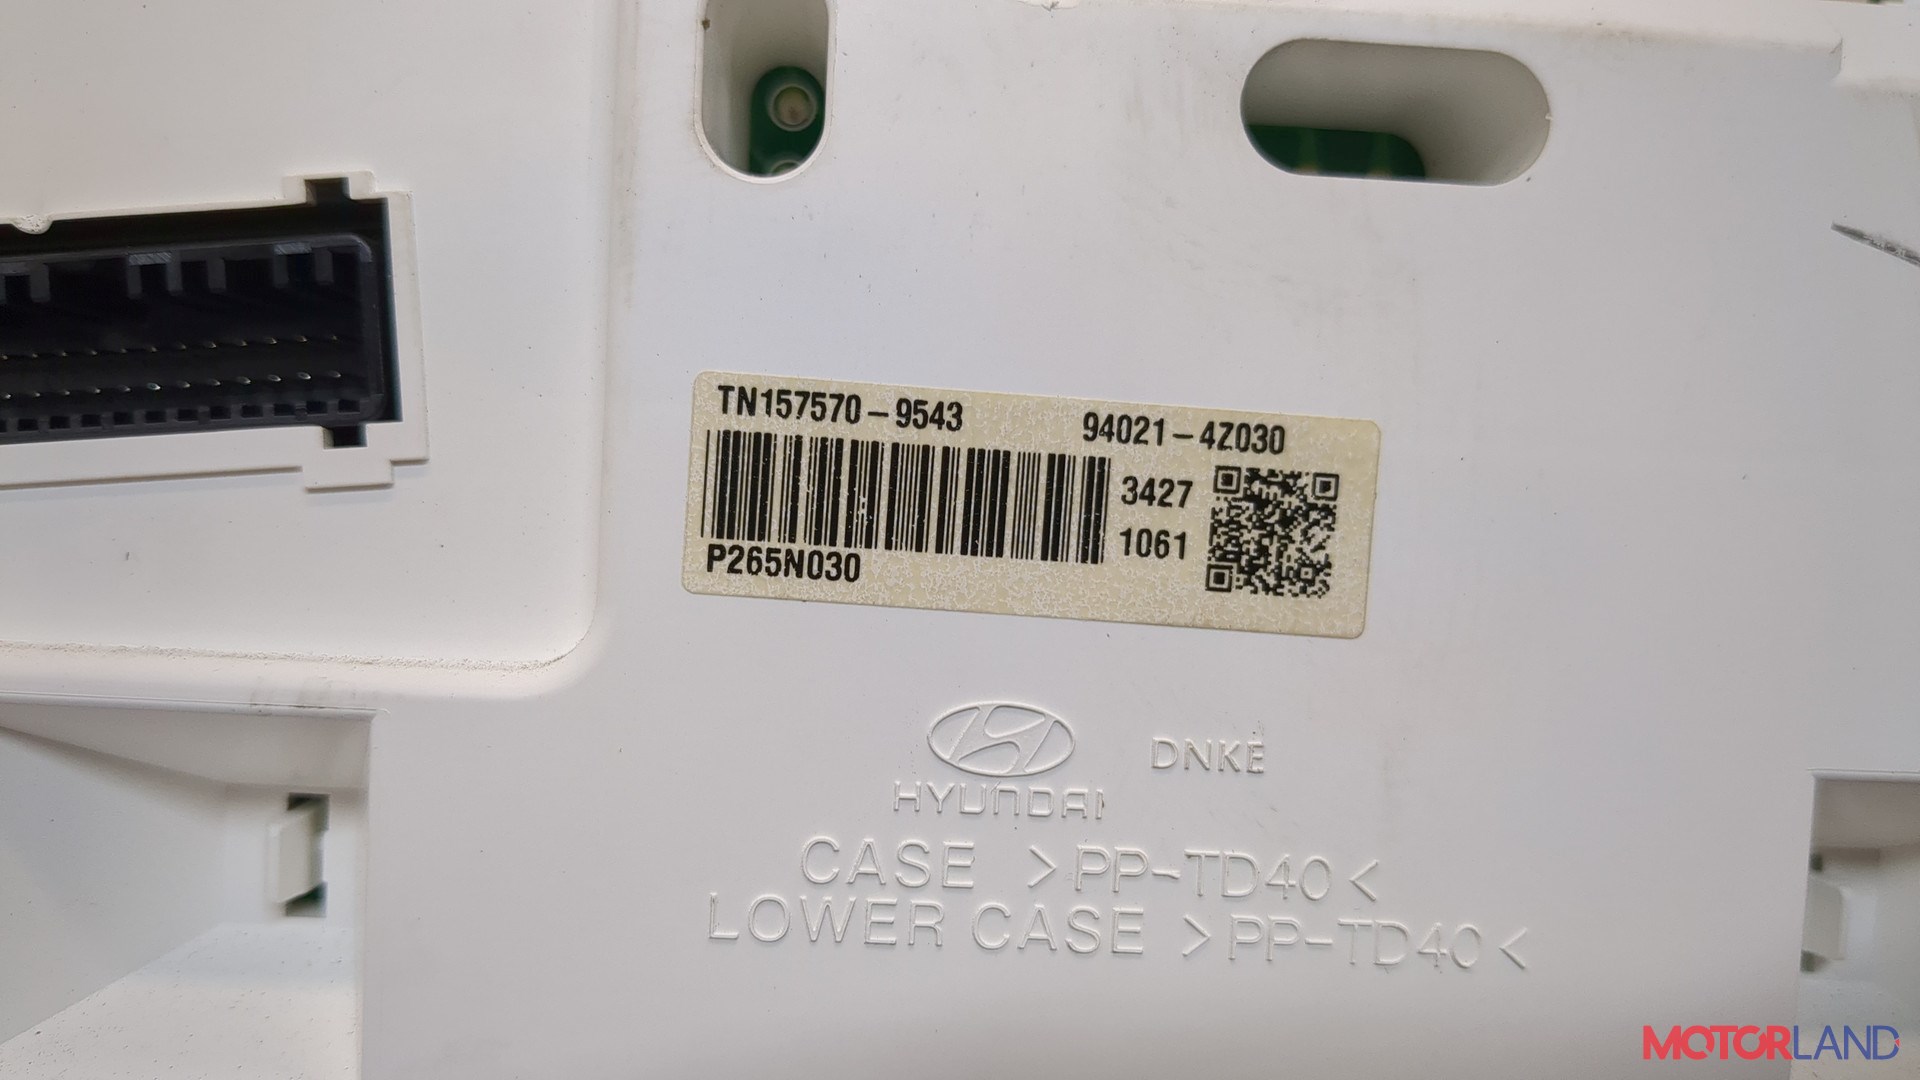 TN157570-9543 94021-4Z030
3427
1061
P265N030
HYUNDAI DNKE
CASE >PP-TD40<
LOWER CASE >PP-TD40<
MOTORLAND